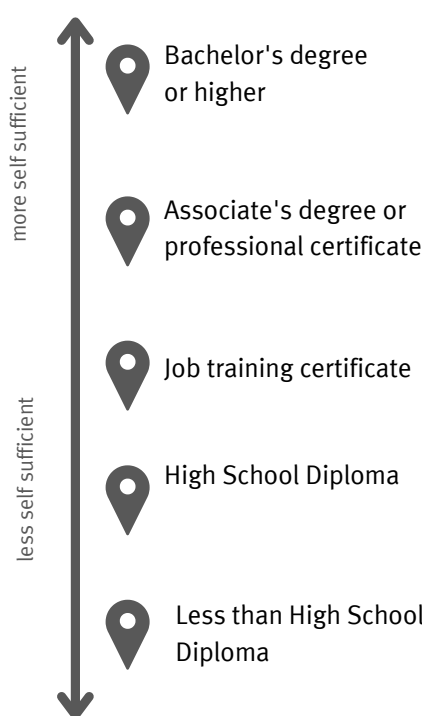 Bachelor's degree
or higher
more self sufficient
Associate's degree or
professional certificate
Job training certificate
less self sufficient
High School Diploma
Less than High School
Diploma